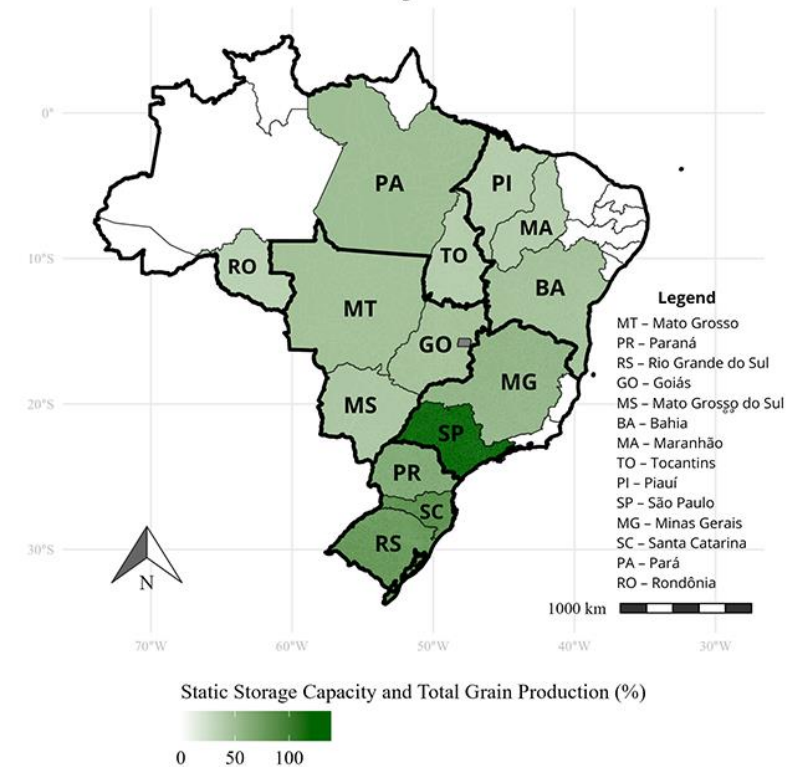 0°
10°S
20°S
30°S
PA
PI
MA
TO
RO
BA
MT
GO
MG
MS
SP
PR
SC
RS
Legend
MT – Mato Grosso
PR – Paraná
RS – Rio Grande do Sul
GO – Goiás
MS – Mato Grosso do Sul
BA – Bahia
MA – Maranhão
TO – Tocantins
PI – Piauí
SP – São Paulo
MG – Minas Gerais
SC – Santa Catarina
PA – Pará
RO – Rondônia
N
1000 km
70°W 60°W 50°W 40°W 30°W
Static Storage Capacity and Total Grain Production (%)
0 50 100